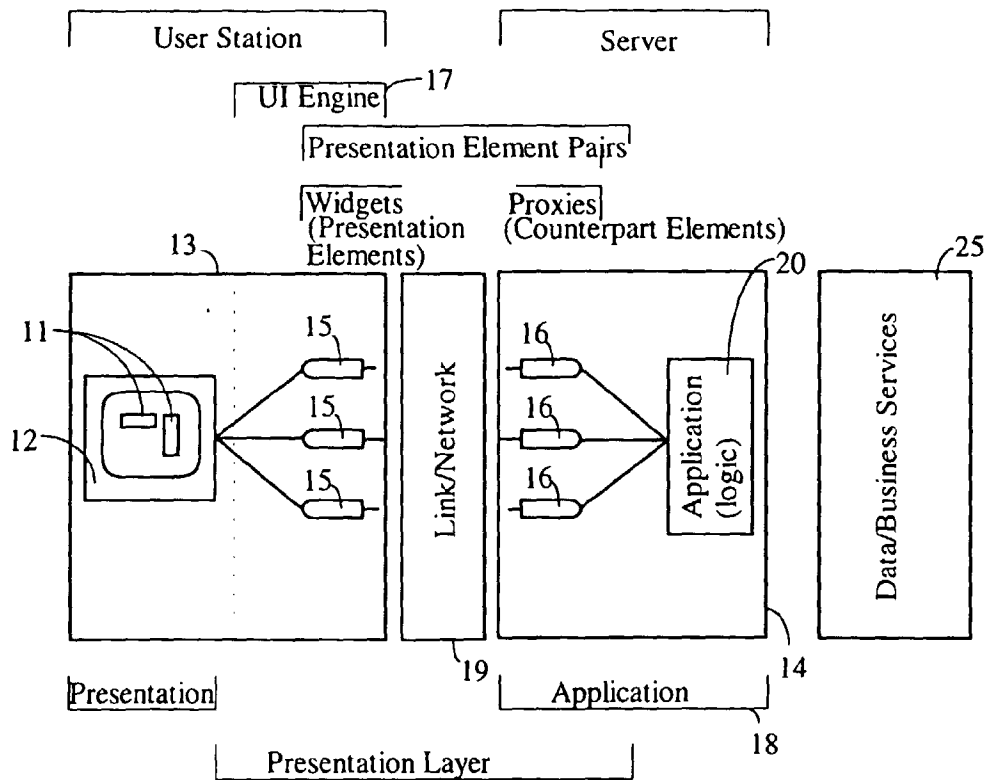 User Station
Server
UI Engine
17
Presentation Element Pairs
Widgets
(Presentation
Elements)
Proxies
(Counterpart Elements)
13
20
25
11
15
16
12
15
16
15
16
Link/Network
Application
(logic)
Data/Business Services
19
14
Presentation
Application
18
Presentation Layer